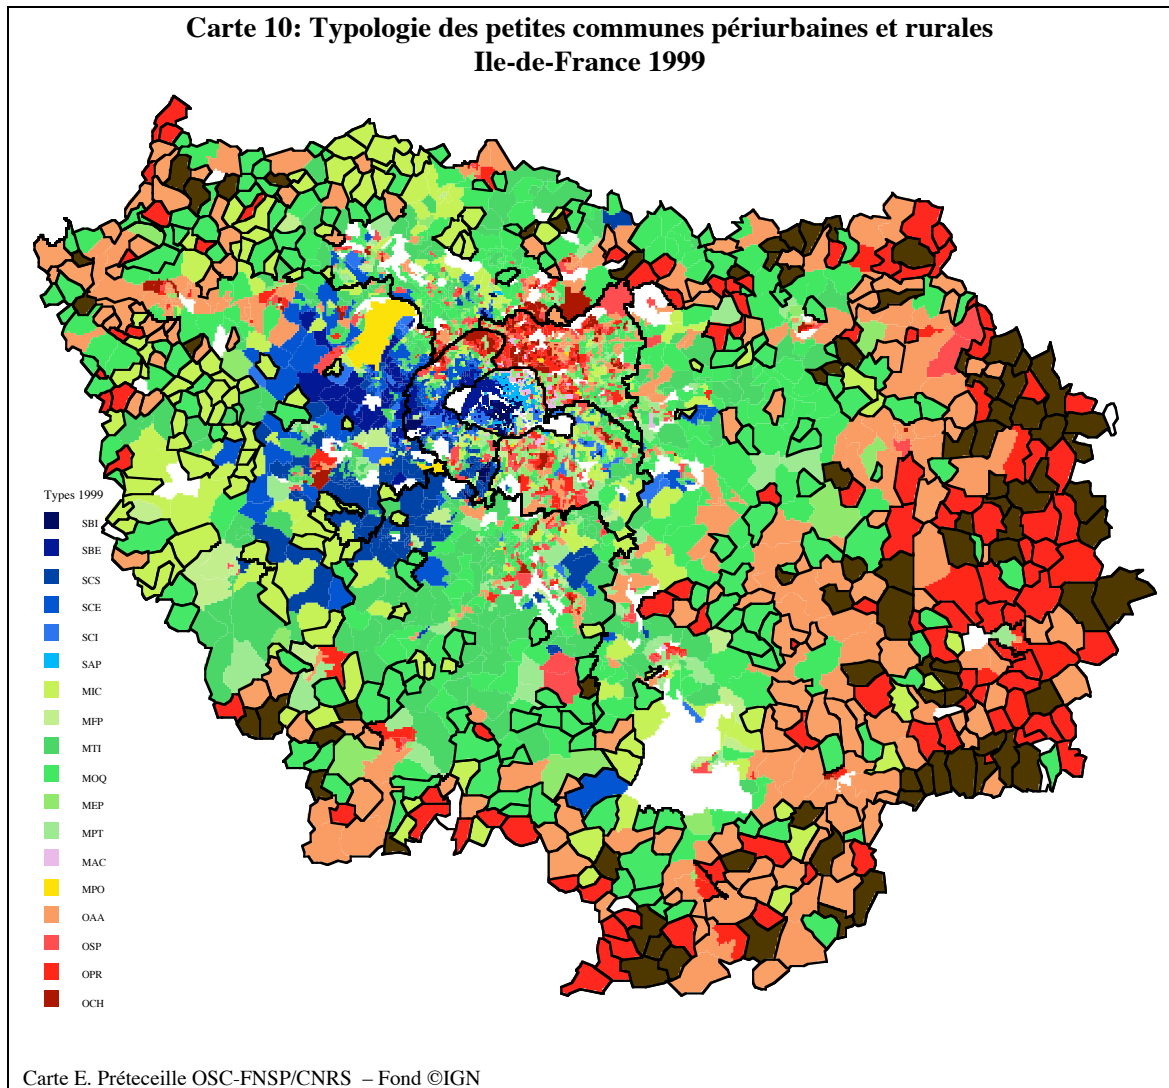 Carte 10: Typologie des petites communes périurbaines et rurales
Ile-de-France 1999
Types 1999
SBI
SBE
SCS
SCE
SCI
SAP
MIC
MFP
MTI
MOQ
MEP
MPT
MAC
MPO
OAA
OSP
OPR
OCH
Carte E. Préteceille OSC-FNSP/CNRS – Fond ©IGN